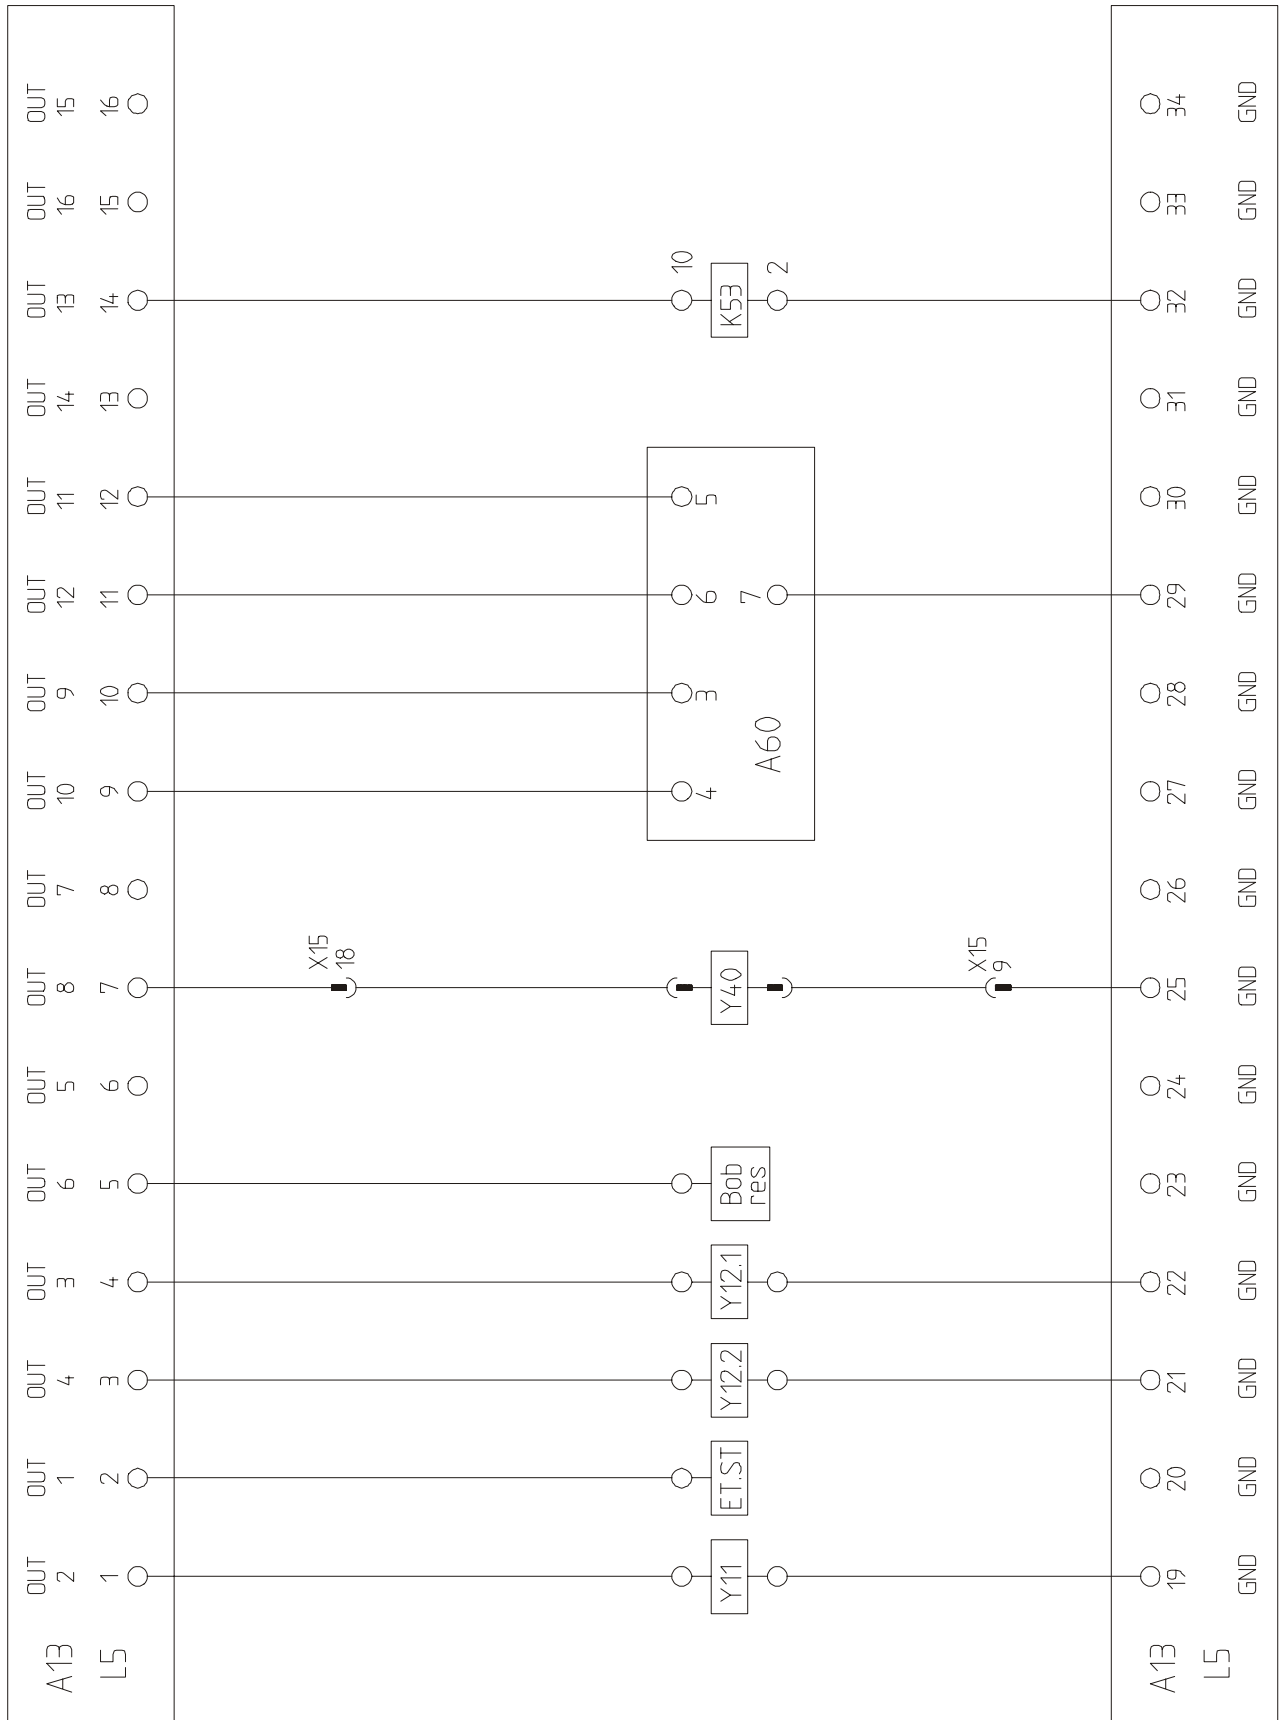 OUT OUT OUT OUT OUT OUT OUT OUT OUT OUT OUT OUT OUT OUT OUT OUT
A13 2 1 4 3 6 5 8 7 10 9 12 11 14 13 16 15
L5 1 2 3 4 5 6 7 8 9 10 11 12 13 14 15 16
X15
18
10
4 3 6 5
Y11 ET.ST Y12.2 Y12.1 Bob Y40 K53
res
7
A60
2
X15
9
A13 19 20 21 22 23 24 25 26 27 28 29 30 31 32 33 34
L5
GND GND GND GND GND GND GND GND GND GND GND GND GND GND GND GND